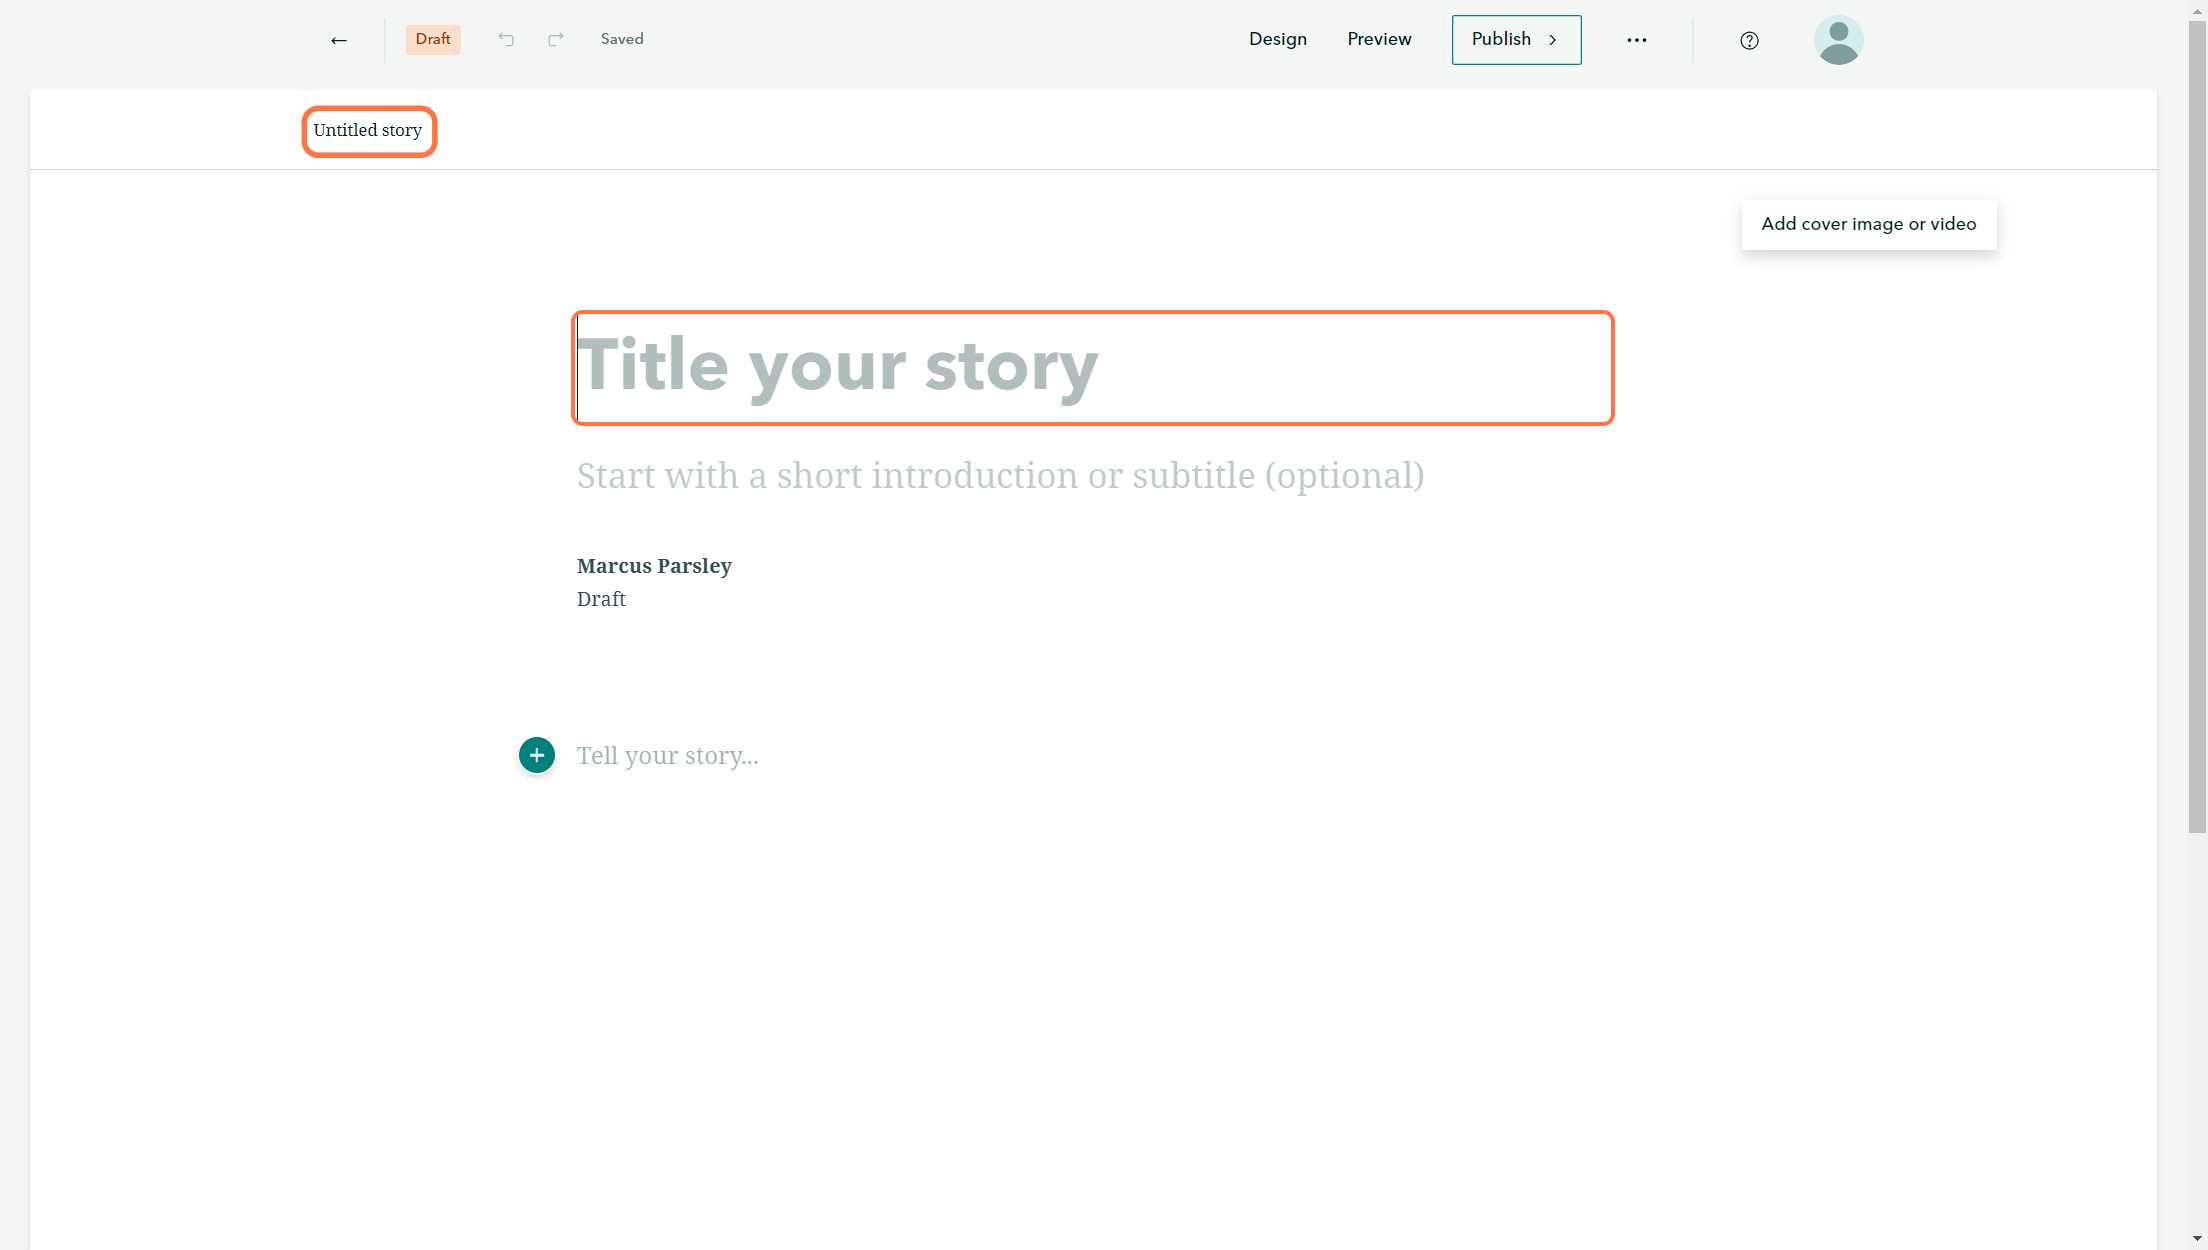 Draft
Saved
Design
Preview
Publish
Untitled story
Add cover image or video
Title your story
Start with a short introduction or subtitle (optional)
Marcus Parsley
Draft
Tell your story...